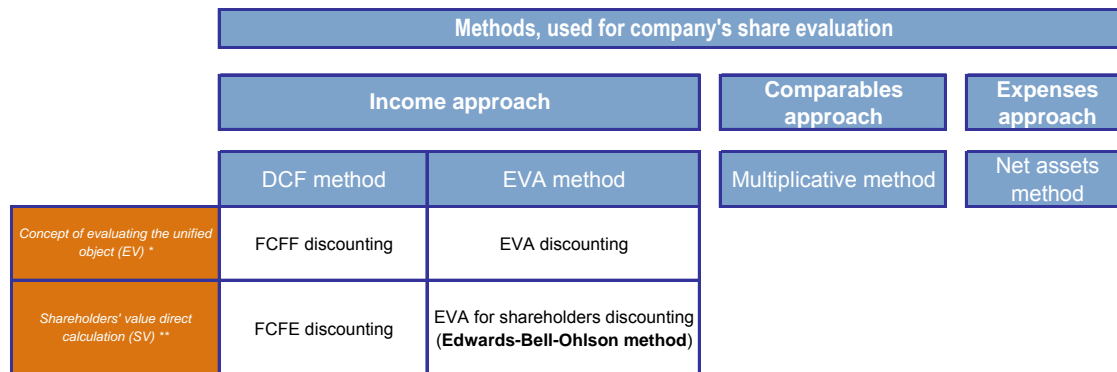 Methods, used for company's share evaluation
Income approach
Comparables
approach
Expenses
approach
DCF method
EVA method
Multiplicative method
Net assets
method
Concept of evaluating the unified
object (EV) *
FCFF discounting
EVA discounting
Shareholders' value direct
calculation (SV) **
FCFE discounting
EVA for shareholders discounting
(Edwards-Bell-Ohlson method)